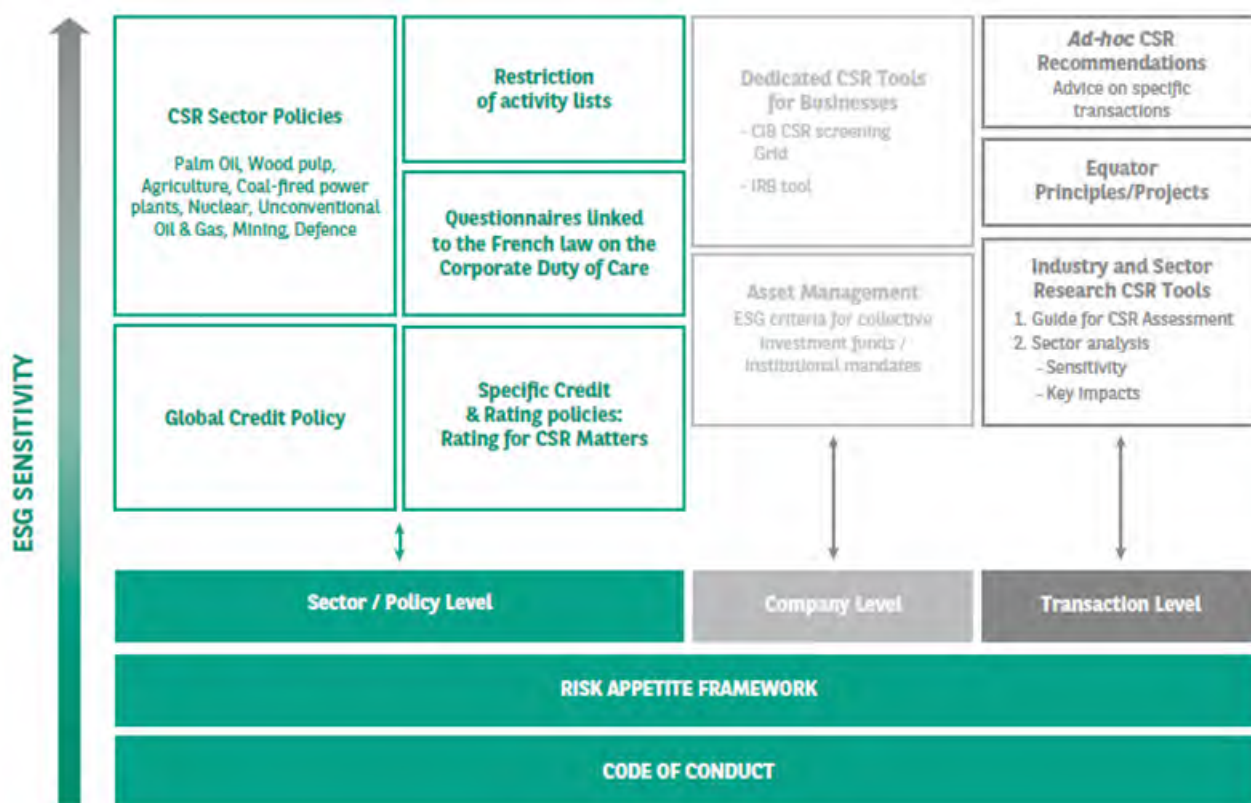 ESG SENSITIVITY
CSR Sector Policies
Palm Oil, Wood pulp,
Agriculture, Coal-fired power
plants, Nuclear, Unconventional
Oil & Gas, Mining, Defence
Restriction
of activity lists
Questionnaires linked
to the French law on the
Corporate Duty of Care
Global Credit Policy
Specific Credit
& Rating policies:
Rating for CSR Matters
Dedicated CSR Tools
for Businesses
- CIB CSR screening
Grid
- IRB tool
Asset Management
ESG criteria for collective
investment funds /
institutional mandates
Ad-hoc CSR
Recommendations
Advice on specific
transactions
Equator
Principles/Projects
Industry and Sector
Research CSR Tools
1. Guide for CSR Assessment
2. Sector analysis
- Sensitivity
- Key Impacts
Sector / Policy Level
Company Level
Transaction Level
RISK APPETITE FRAMEWORK
CODE OF CONDUCT